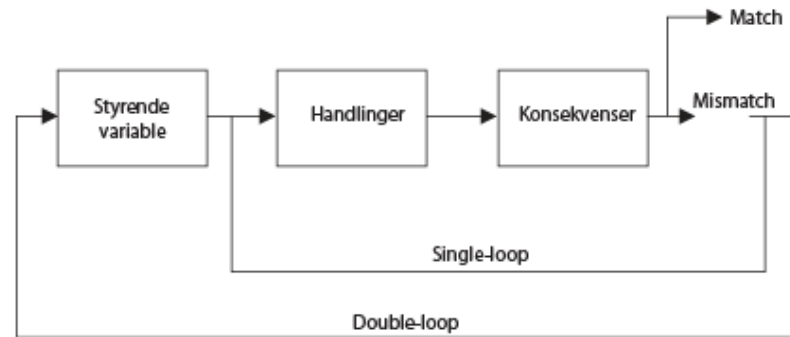 Match
Styrende
variable
Handlinger
Konsekvenser
Mismatch
Single-loop
Double-loop